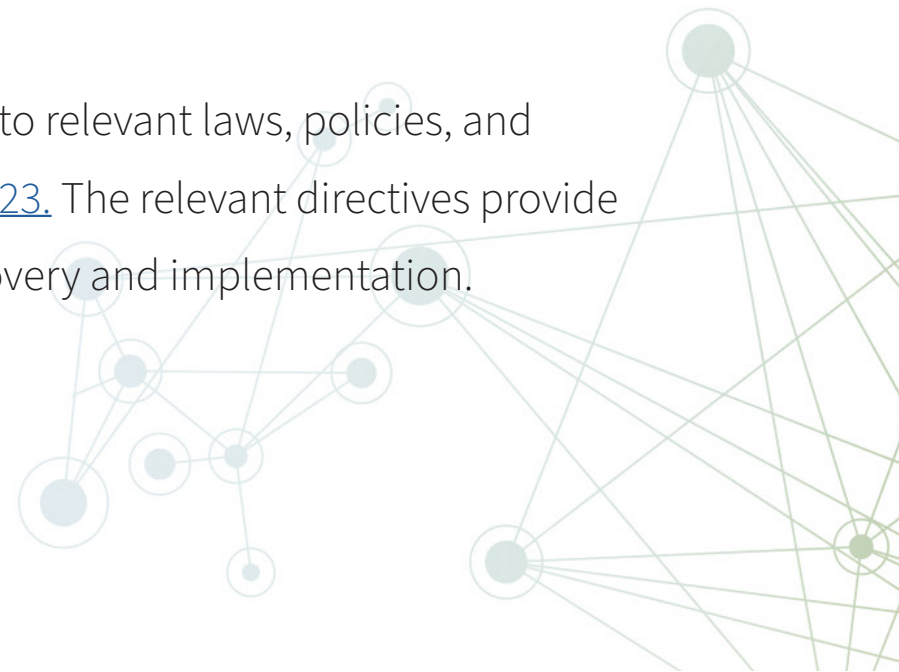 to relevant laws, policies, and
23. The relevant directives provide
overy and implementation.